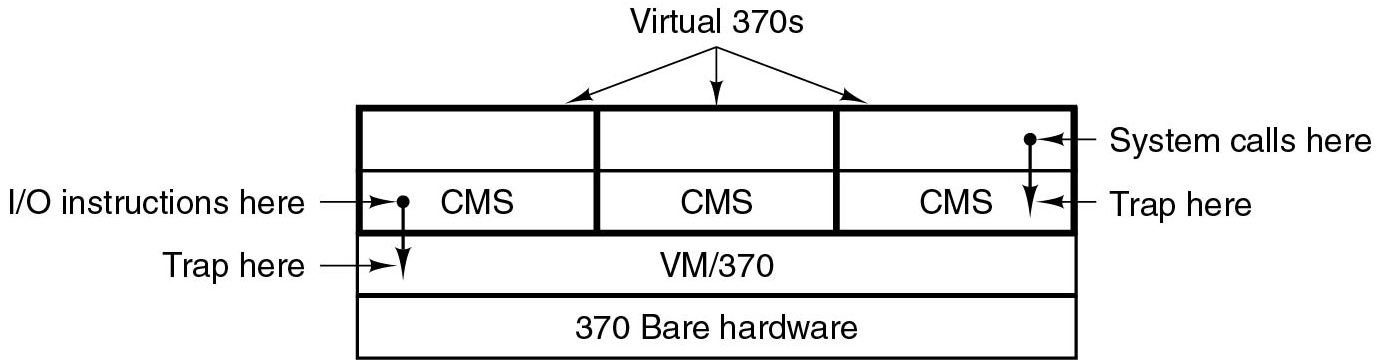 Virtual 370s
System calls here
I/O instructions here
CMS
CMS
CMS
Trap here
Trap here
VM/370
370 Bare hardware